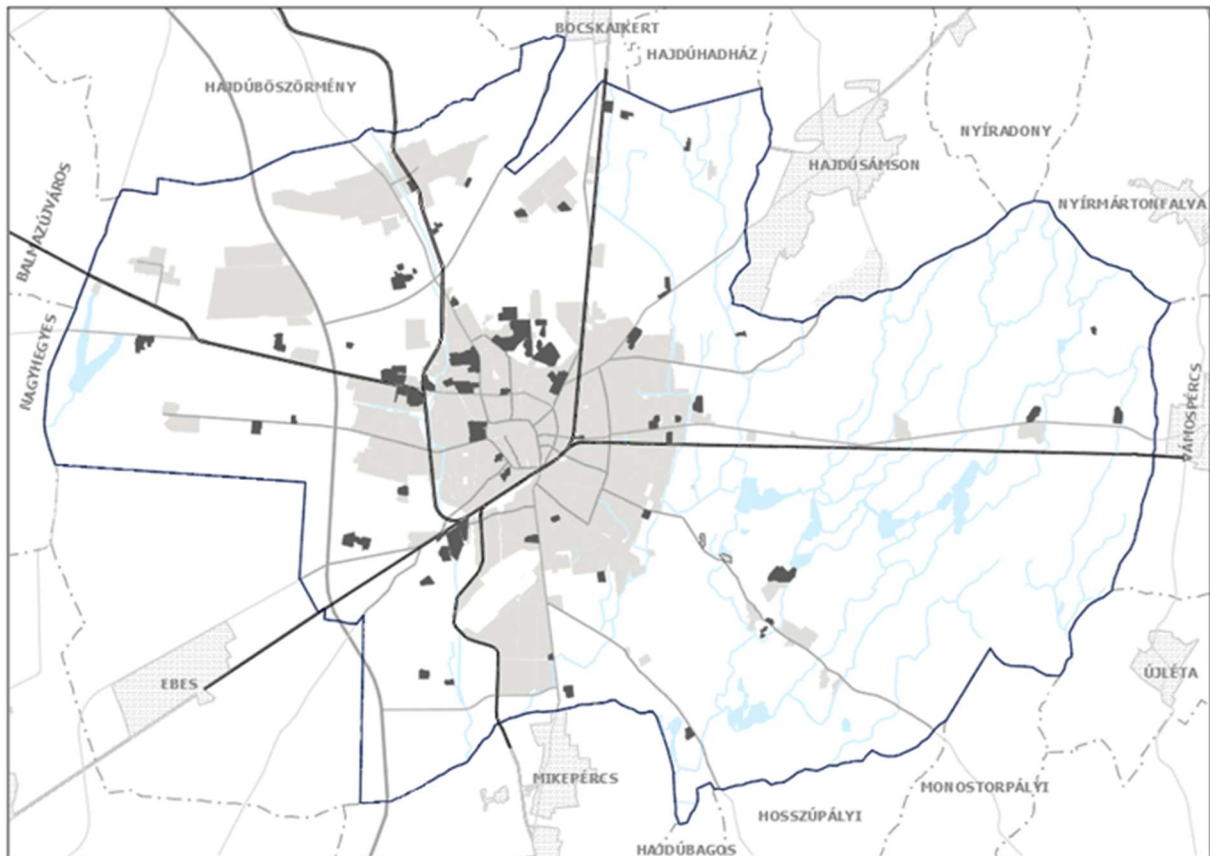 BOCSKAIKERT
HAJDÚHADHÁZ
HAJDÚBÖSZÖRMÉNY
NYÍRADONY
HAJDÚSÁMSON
NYÍRMÁRTONFALVA
BALMAZÚJVÁROS
NAGYHEGYES
VÁMOSPÉRCS
EBES
ÚJLÉTA
MIKEPÉRCS
MONOSTORPÁLYI
HOSSZÚPÁLYI
HAJDÚBAGOS